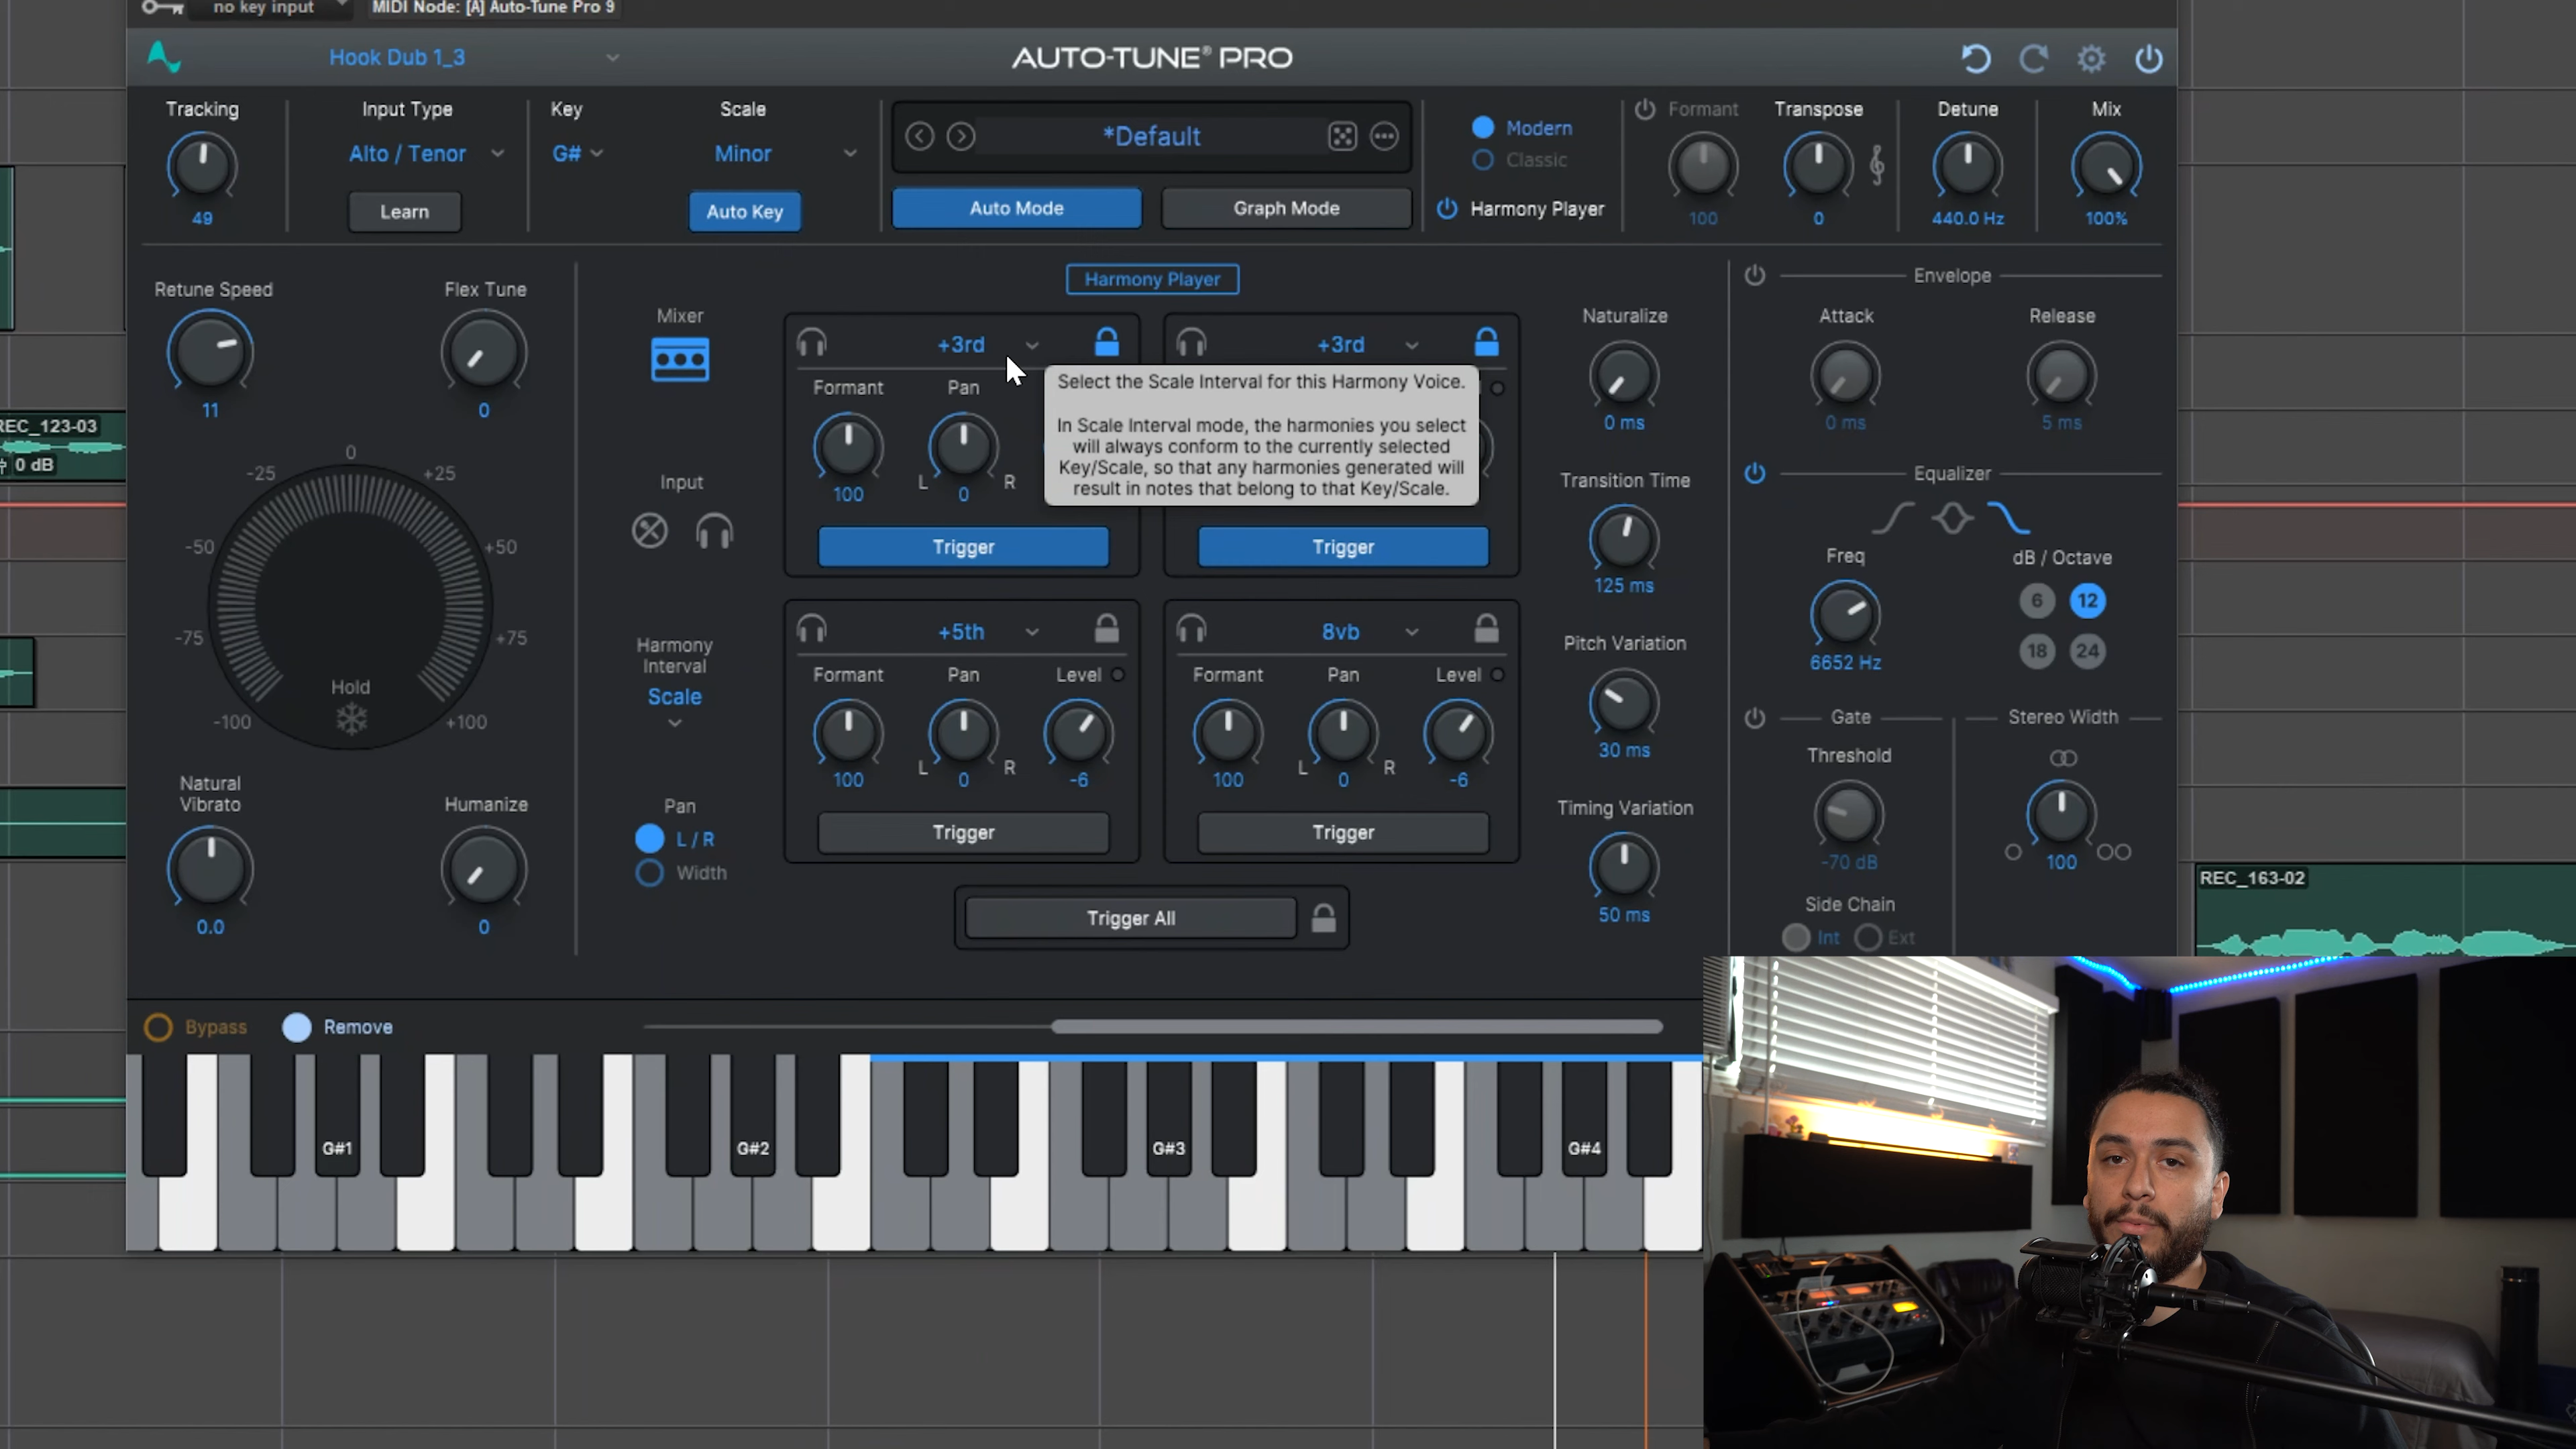 no key input
MIDI Node: [A] Auto-Tune Pro 9
Hook Dub 1_3
AUTO-TUNE® PRO
Tracking
Input Type
Key
Scale
Alto / Tenor
G#
Minor
*Default
Modern
Classic
Formant
Transpose
Detune
Mix
49
Learn
Auto Key
Auto Mode
Graph Mode
Harmony Player
100
0
440.0 Hz
100%
Retune Speed
Flex Tune
11
0
Harmony Player
Mixer
Input
Harmony
Interval
Scale
Pan
L / R
Width
+3rd
Formant
Pan
100
L
0
R
Trigger
+3rd
Select the Scale Interval for this Harmony Voice.
In Scale Interval mode, the harmonies you select
will always conform to the currently selected
Key/Scale, so that any harmonies generated will
result in notes that belong to that Key/Scale.
Trigger
+5th
Formant
Pan
Level
100
L
0
R
-6
Trigger
8vb
Formant
Pan
Level
100
L
0
R
-6
Trigger
Trigger All
Naturalize
0 ms
Transition Time
125 ms
Pitch Variation
30 ms
Timing Variation
50 ms
Envelope
Attack
Release
0 ms
5 ms
Equalizer
Freq
dB / Octave
6
12
18
24
6652 Hz
Gate
Stereo Width
Threshold
-70 dB
100
Side Chain
Int
Ext
REC_123-03
0 dB
0
-25
+25
-50
+50
-75
+75
-100
+100
Hold
Natural
Vibrato
Humanize
0.0
0
REC_163-02
Bypass
Remove
G#1
G#2
G#3
G#4